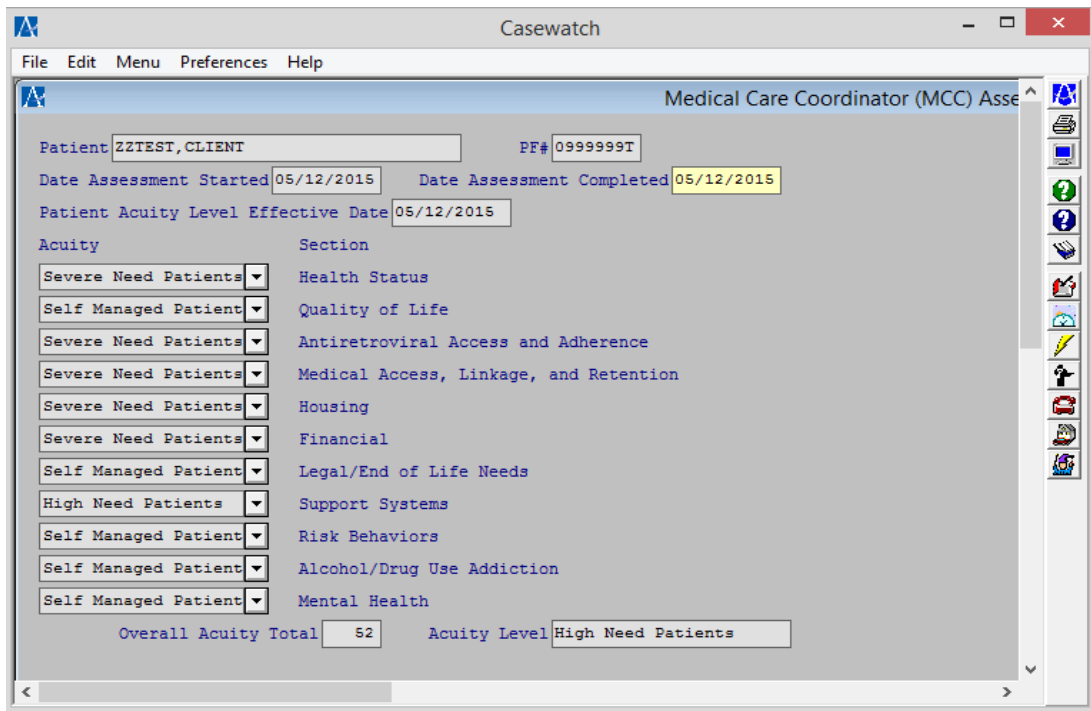 Casewatch
File Edit Menu Preferences Help
Medical Care Coordinator (MCC) Asse
Patient ZZTEST,CLIENT PF# 0999999T
Date Assessment Started 05/12/2015 Date Assessment Completed 05/12/2015
Patient Acuity Level Effective Date 05/12/2015
Acuity Section
Severe Need Patients Health Status
Self Managed Patient Quality of Life
Severe Need Patients Antiretroviral Access and Adherence
Severe Need Patients Medical Access, Linkage, and Retention
Severe Need Patients Housing
Severe Need Patients Financial
Self Managed Patient Legal/End of Life Needs
High Need Patients Support Systems
Self Managed Patient Risk Behaviors
Self Managed Patient Alcohol/Drug Use Addiction
Self Managed Patient Mental Health
Overall Acuity Total 52 Acuity Level High Need Patients